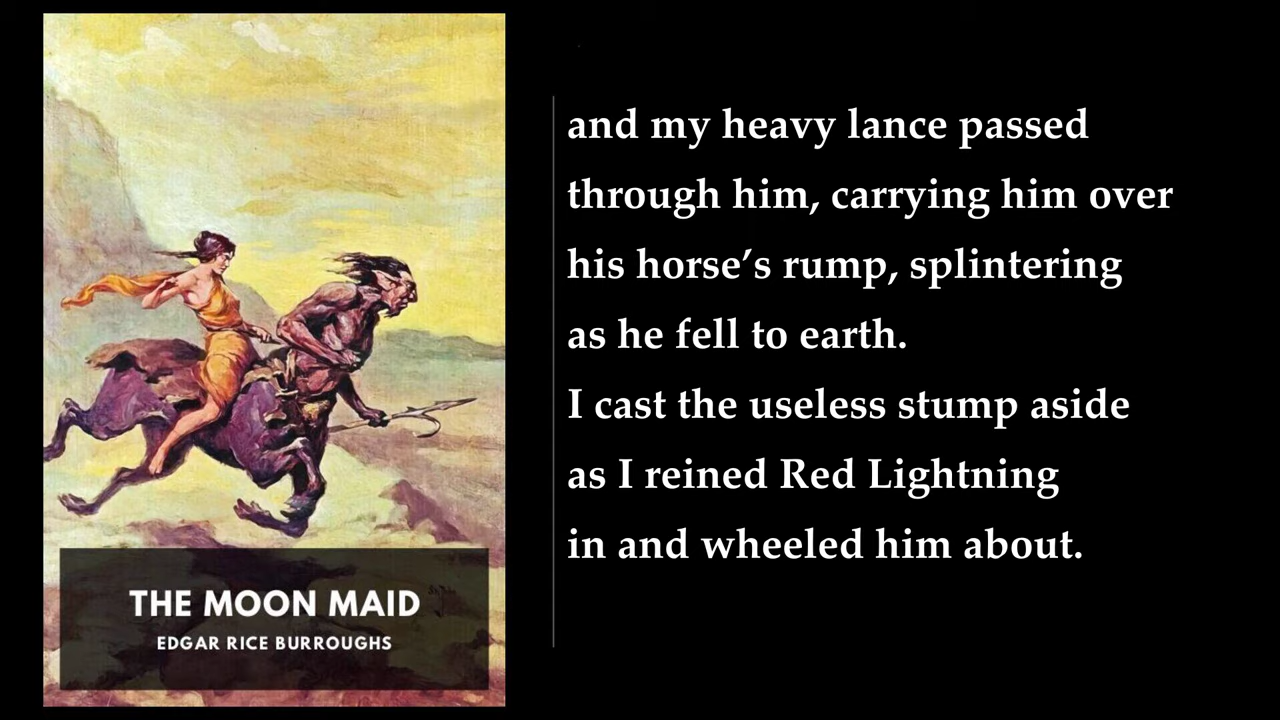 THE MOON MAID
EDGAR RICE BURROUGHS
and my heavy lance passed
through him, carrying him over
his horse’s rump, splintering
as he fell to earth.
I cast the useless stump aside
as I reined Red Lightning
in and wheeled him about.